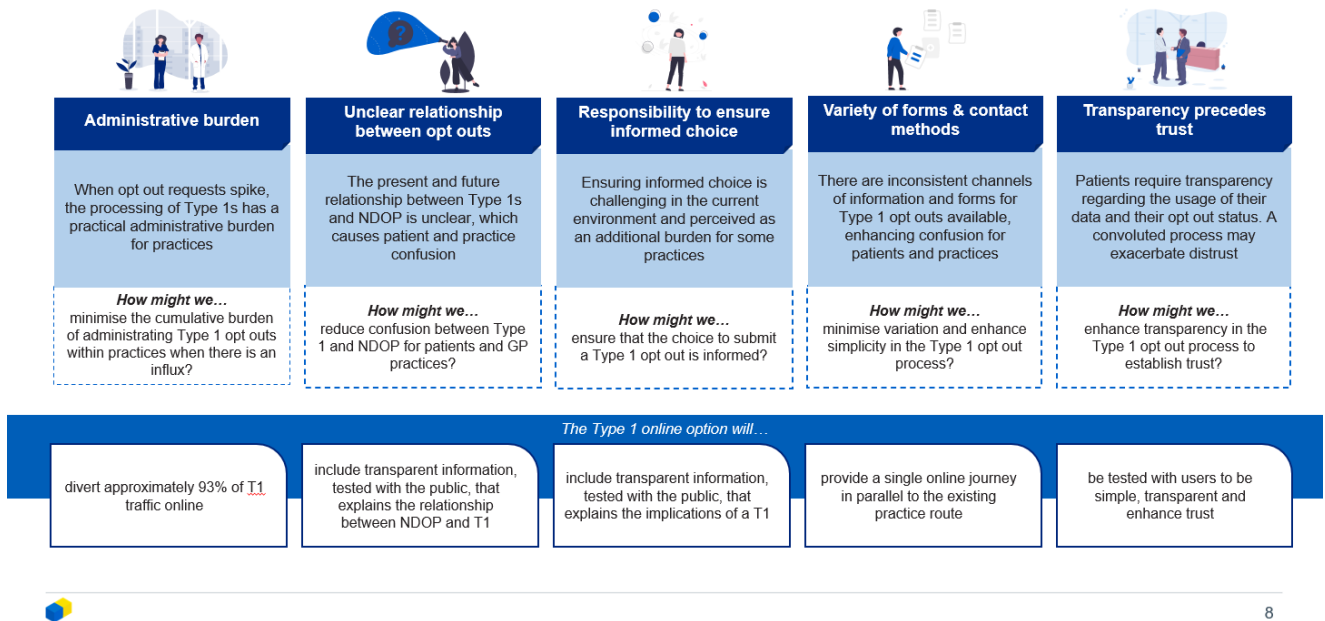 Administrative burden
When opt out requests spike,
the processing of Type 1s has a
practical administrative burden
for practices
How might we…
minimise the cumulative burden
of administrating Type 1 opt outs
within practices when there is an
influx?
Unclear relationship
between opt outs
The present and future
relationship between Type 1s
and NDOP is unclear, which
causes patient and practice
confusion
How might we…
reduce confusion between Type
1 and NDOP for patients and GP
practices?
Responsibility to ensure
informed choice
Ensuring informed choice is
challenging in the current
environment and perceived as
an additional burden for some
practices
How might we…
ensure that the choice to submit
a Type 1 opt out is informed?
Variety of forms & contact
methods
There are inconsistent channels
of information and forms for
Type 1 opt outs available,
enhancing confusion for
patients and practices
How might we…
minimise variation and enhance
simplicity in the Type 1 opt out
process?
Transparency precedes
trust
Patients require transparency
regarding the usage of their
data and their opt out status. A
convoluted process may
exacerbate distrust
How might we…
enhance transparency in the
Type 1 opt out process to
establish trust?
The Type 1 online option will…
divert approximately 93% of T1
traffic online
include transparent information,
tested with the public, that
explains the relationship
between NDOP and T1
include transparent information,
tested with the public, that
explains the implications of a T1
provide a single online journey
in parallel to the existing
practice route
be tested with users to be
simple, transparent and
enhance trust
8